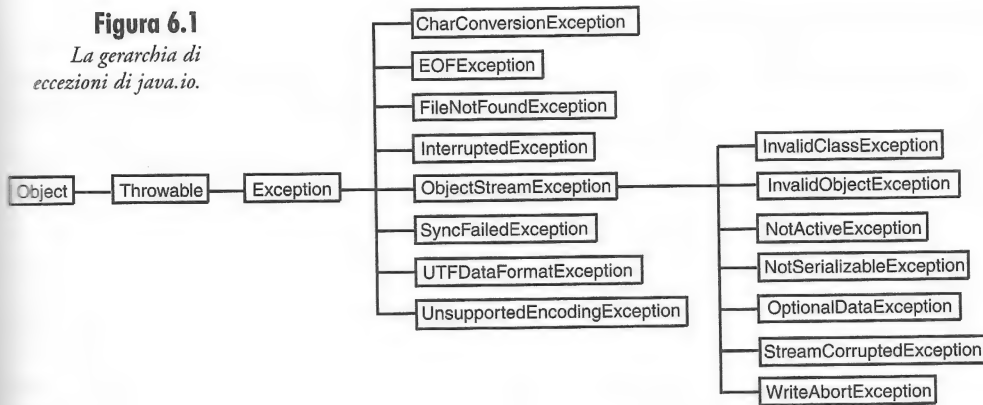 Figura 6.1
La gerarchia di
eccezioni di java.io.
Object
Throwable
Exception
CharConversionException
EOFException
FileNotFoundException
InterruptedException
ObjectStreamException
SyncFailedException
UTFDataFormatException
UnsupportedEncodingException
InvalidClassException
InvalidObjectException
NotActiveException
NotSerializableException
OptionalDataException
StreamCorruptedException
WriteAbortException